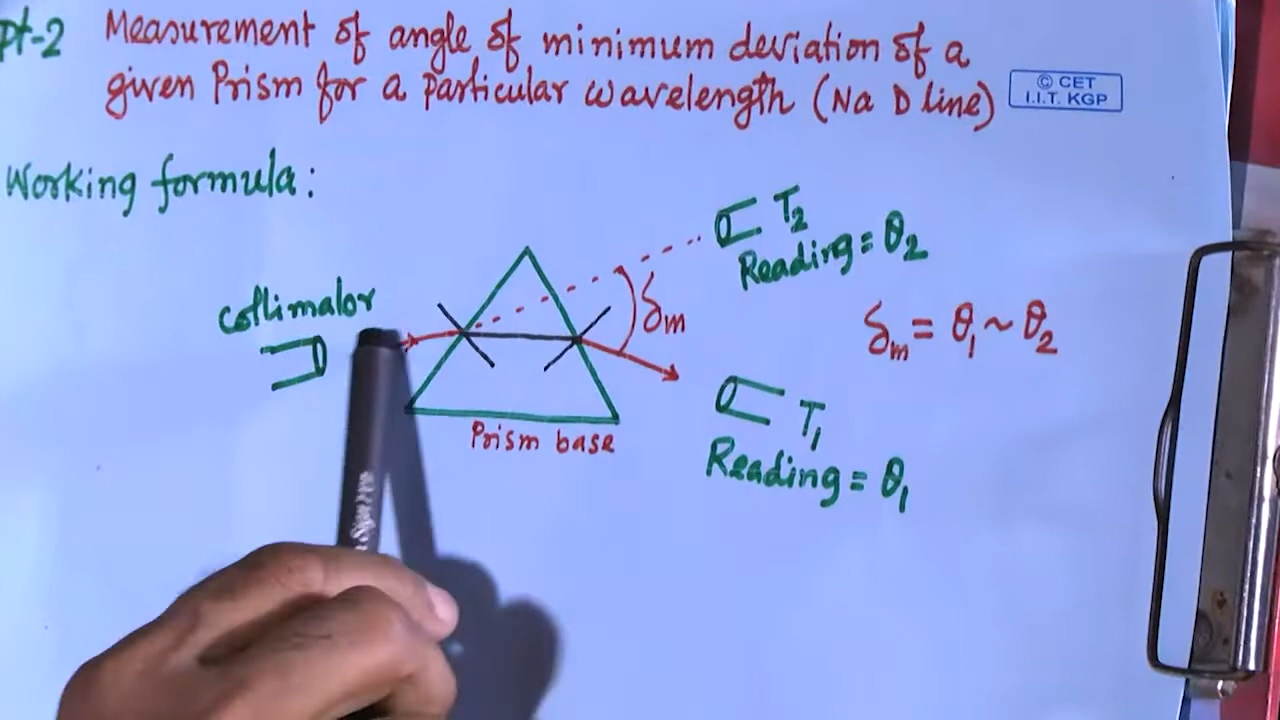 pt-2 Measurement of angle of minimum deviation of a
given Prism for a particular wavelength (Na D line)
© CET
I.I.T. KGP
Working formula:
collimator
T₂
Reading = θ₂
δₘ
δₘ = θ₁ ~ θ₂
T₁
Reading = θ₁
Prism base